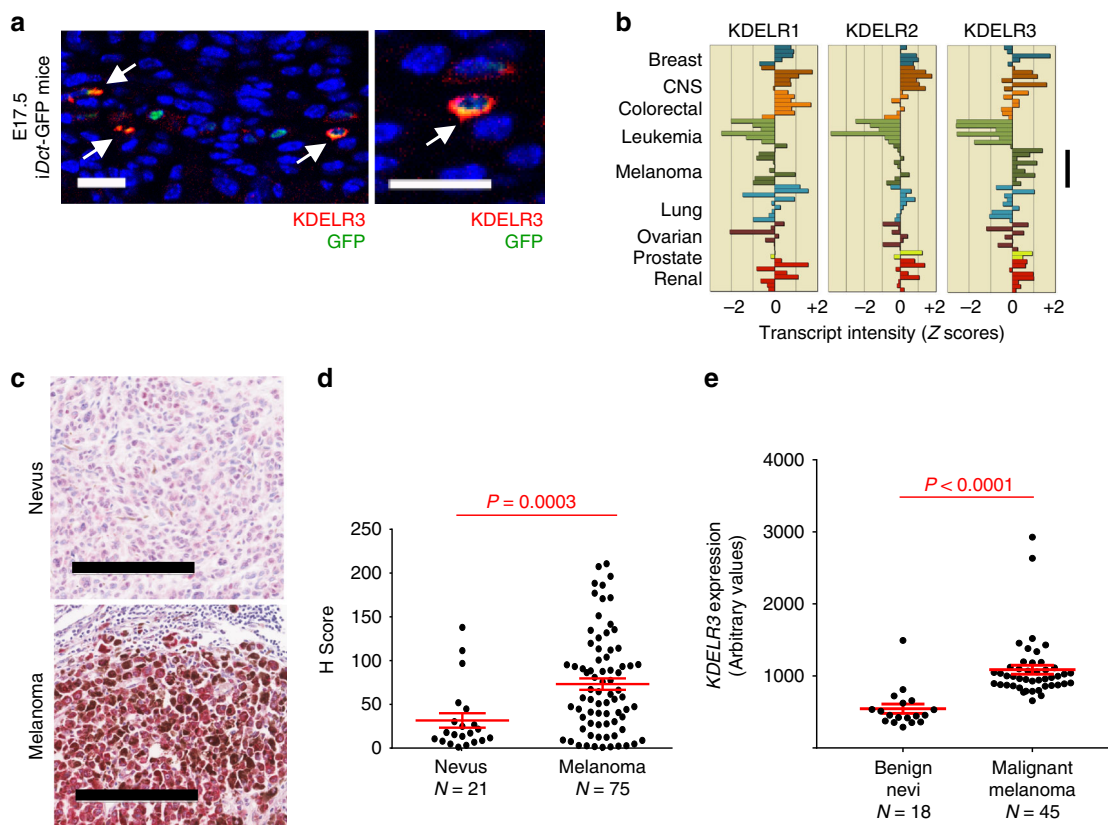 a
E17.5
iDct-GFP mice
KDELR3
GFP
KDELR3
GFP
b
KDELR1 KDELR2 KDELR3
Breast
CNS
Colorectal
Leukemia
Melanoma
Lung
Ovarian
Prostate
Renal
−2 0 +2 −2 0 +2 −2 0 +2
Transcript intensity (Z scores)
c
Nevus
Melanoma
d
P = 0.0003
H Score
250
200
150
100
50
0
Nevus Melanoma
N = 21 N = 75
e
P < 0.0001
KDELR3 expression
(Arbitrary values)
4000
3000
2000
1000
0
Benign Malignant
nevi melanoma
N = 18 N = 45